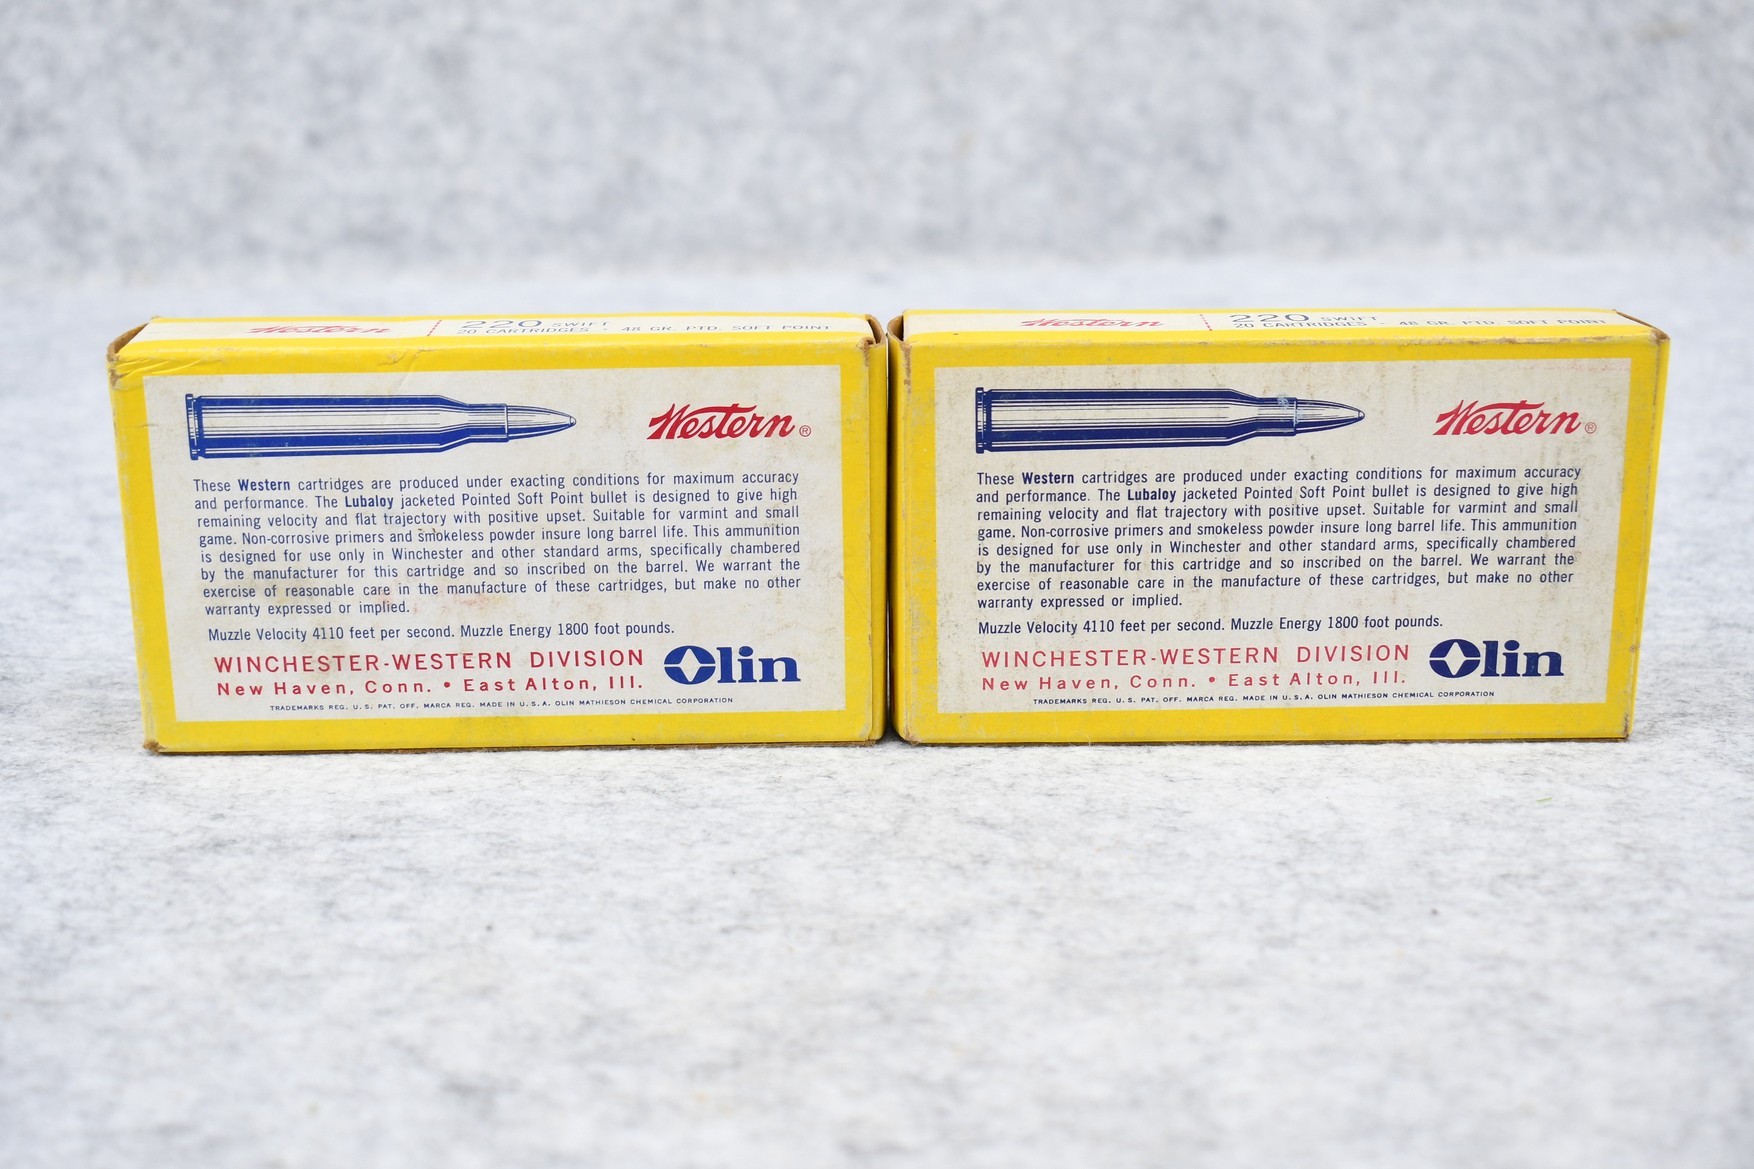 Western
220 SWIFT
20 CARTRIDGES · 48 GR. PTD. SOFT POINT
Western ®
These Western cartridges are produced under exacting conditions for maximum accuracy
and performance. The Lubaloy jacketed Pointed Soft Point bullet is designed to give high
remaining velocity and flat trajectory with positive upset. Suitable for varmint and small
game. Non-corrosive primers and smokeless powder insure long barrel life. This ammunition
is designed for use only in Winchester and other standard arms, specifically chambered
by the manufacturer for this cartridge and so inscribed on the barrel. We warrant the
exercise of reasonable care in the manufacture of these cartridges, but make no other
warranty expressed or implied.
Muzzle Velocity 4110 feet per second. Muzzle Energy 1800 foot pounds.
WINCHESTER-WESTERN DIVISION
New Haven, Conn. • East Alton, Ill.
Olin
TRADEMARKS REG. U. S. PAT. OFF. MARCA REG. MADE IN U. S. A. OLIN MATHIESON CHEMICAL CORPORATION
Western
220 SWIFT
20 CARTRIDGES · 48 GR. PTD. SOFT POINT
Western ®
These Western cartridges are produced under exacting conditions for maximum accuracy
and performance. The Lubaloy jacketed Pointed Soft Point bullet is designed to give high
remaining velocity and flat trajectory with positive upset. Suitable for varmint and small
game. Non-corrosive primers and smokeless powder insure long barrel life. This ammunition
is designed for use only in Winchester and other standard arms, specifically chambered
by the manufacturer for this cartridge and so inscribed on the barrel. We warrant the
exercise of reasonable care in the manufacture of these cartridges, but make no other
warranty expressed or implied.
Muzzle Velocity 4110 feet per second. Muzzle Energy 1800 foot pounds.
WINCHESTER-WESTERN DIVISION
New Haven, Conn. • East Alton, Ill.
Olin
TRADEMARKS REG. U. S. PAT. OFF. MARCA REG. MADE IN U. S. A. OLIN MATHIESON CHEMICAL CORPORATION